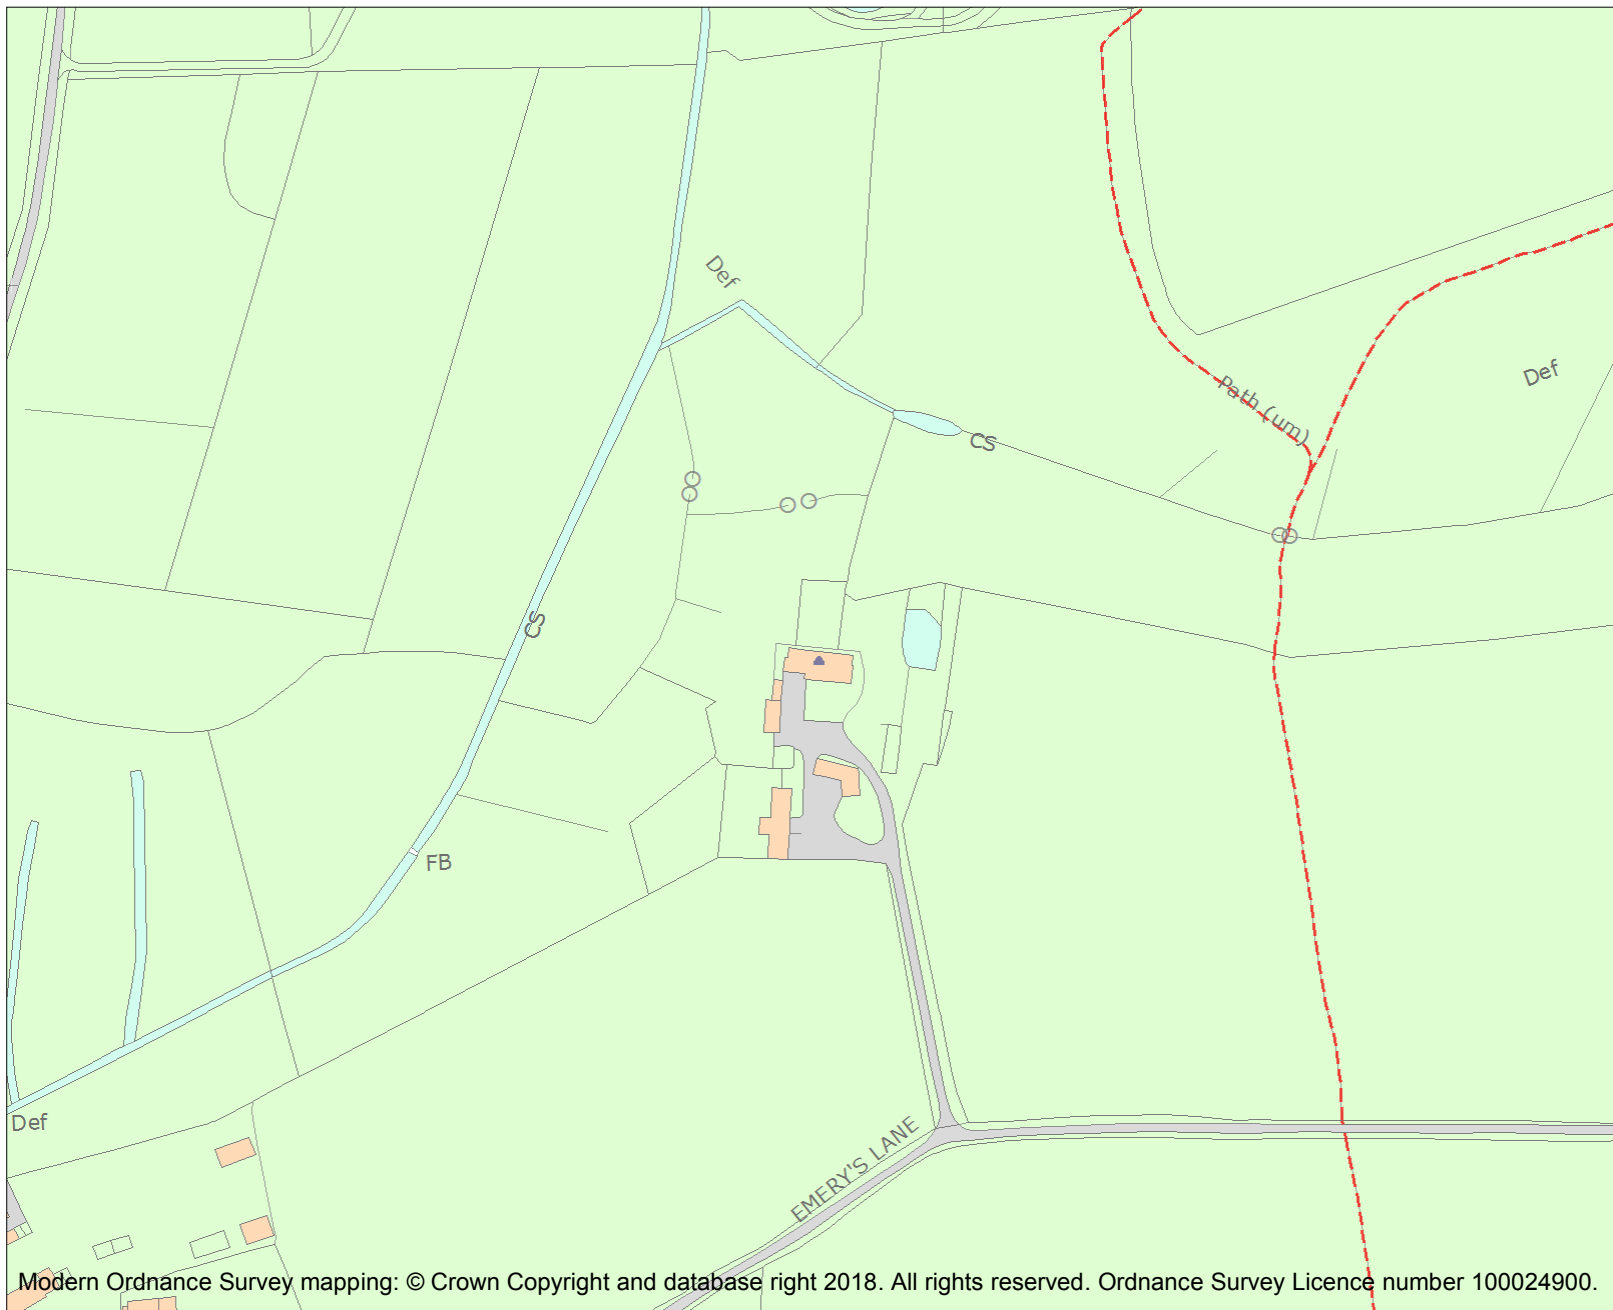 Def
Path (um)
Def
CS
CS
FB
Def
EMERY'S LANE
Modern Ordnance Survey mapping: © Crown Copyright and database right 2018. All rights reserved. Ordnance Survey Licence number 100024900.